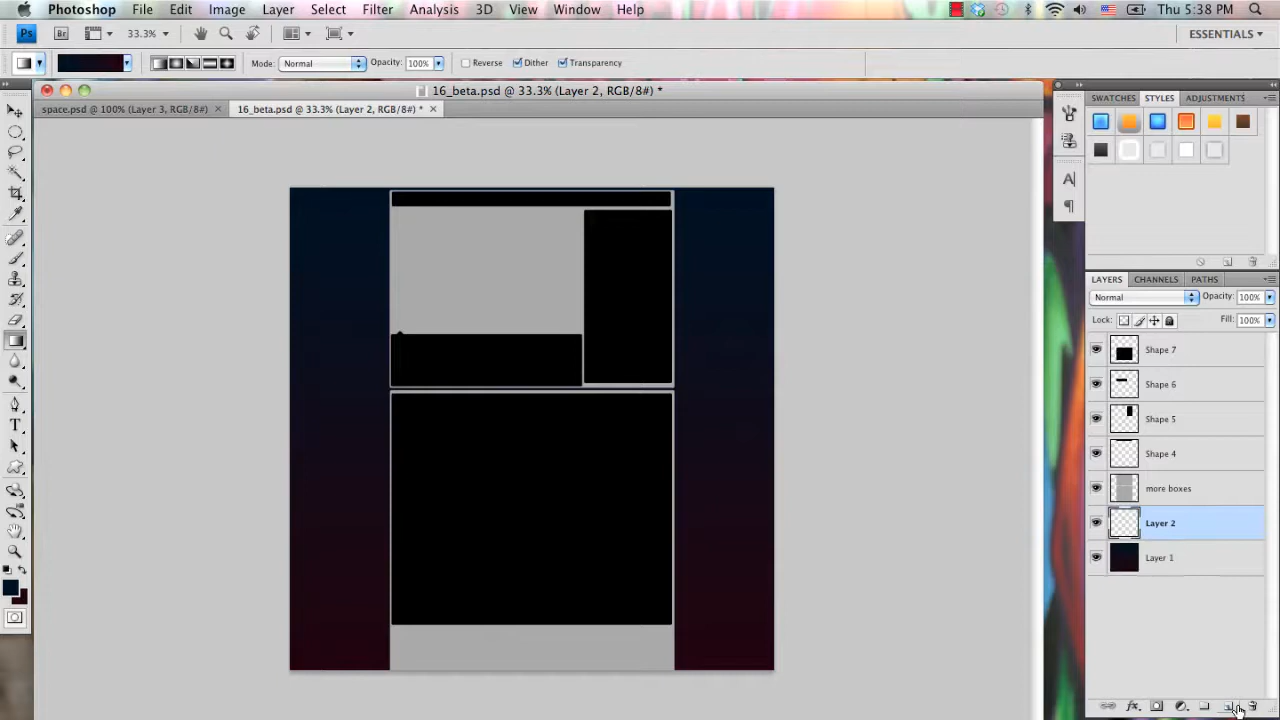 Photoshop File Edit Image Layer Select Filter Analysis 3D View Window Help Thu 5:38 PM
Ps Br 33.3% ESSENTIALS
Mode: Normal Opacity: 100% Reverse Dither Transparency
16_beta.psd @ 33.3% (Layer 2, RGB/8#) *
space.psd @ 100% (Layer 3, RGB/8#) 16_beta.psd @ 33.3% (Layer 2, RGB/8#) *
SWATCHES STYLES ADJUSTMENTS
A
T
LAYERS CHANNELS PATHS
Normal Opacity: 100%
Lock: Fill: 100%
Shape 7
Shape 6
Shape 5
Shape 4
more boxes
Layer 2
Layer 1
fx